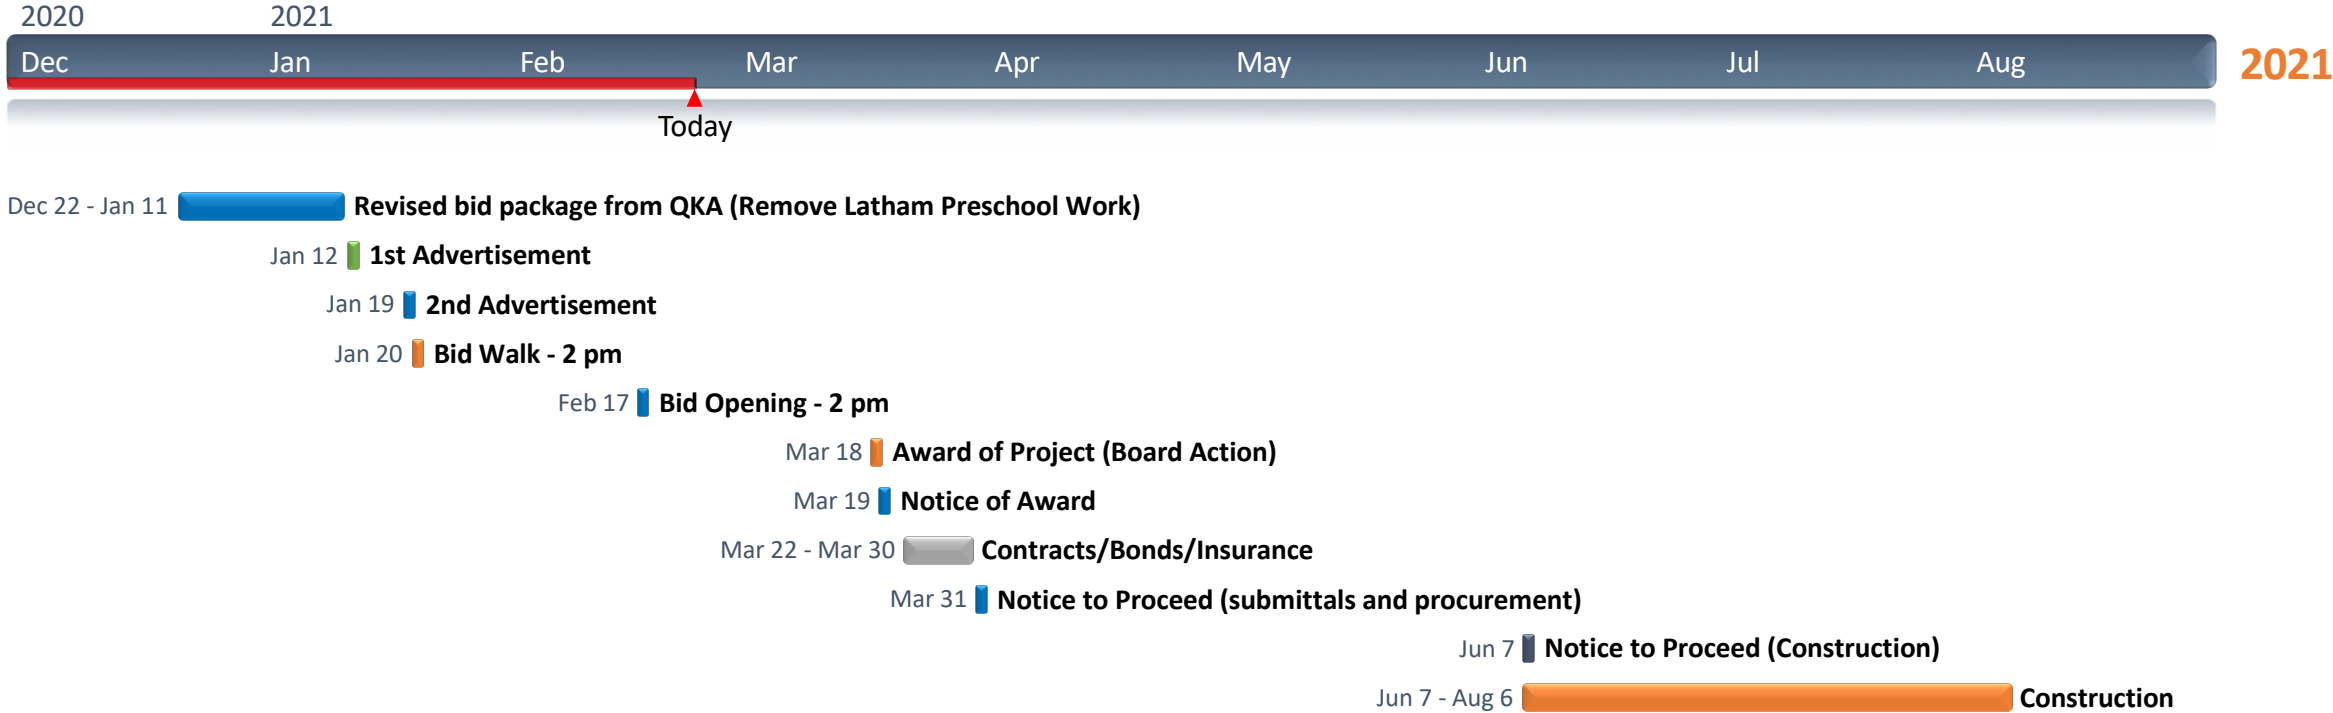 2020 2021
Dec Jan Feb Mar Apr May Jun Jul Aug 2021
Today
Dec 22 - Jan 11 Revised bid package from QKA (Remove Latham Preschool Work)
Jan 12 1st Advertisement
Jan 19 2nd Advertisement
Jan 20 Bid Walk - 2 pm
Feb 17 Bid Opening - 2 pm
Mar 18 Award of Project (Board Action)
Mar 19 Notice of Award
Mar 22 - Mar 30 Contracts/Bonds/Insurance
Mar 31 Notice to Proceed (submittals and procurement)
Jun 7 Notice to Proceed (Construction)
Jun 7 - Aug 6 Construction